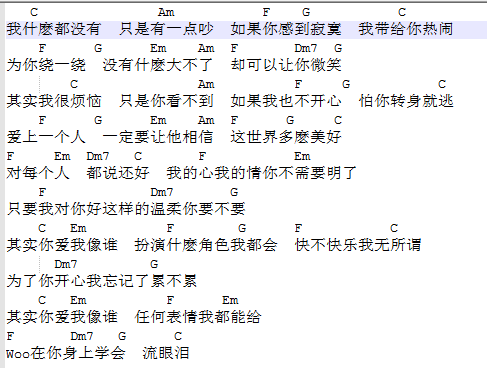 C Am F G C
我什麽都没有 只是有一点吵 如果你感到寂寞 我带给你热闹
F G Em Am F Dm7 G
为你绕一绕 没有什麽大不了 却可以让你微笑
C Am F G C
其实我很烦恼 只是你看不到 如果我也不开心 怕你转身就逃
F G Em Am F G C
爱上一个人 一定要让他相信 这世界多麽美好
F Em Dm7 C F Em
对每个人 都说还好 我的心我的情你不需要明了
F Dm7 G
只要我对你好这样的温柔你要不要
C Em F G F C
其实你爱我像谁 扮演什麽角色我都会 快不快乐我无所谓
Dm7 G
为了你开心我忘记了累不累
C Em F Em
其实你爱我像谁 任何表情我都能给
F Dm7 G C
Woo在你身上学会 流眼泪